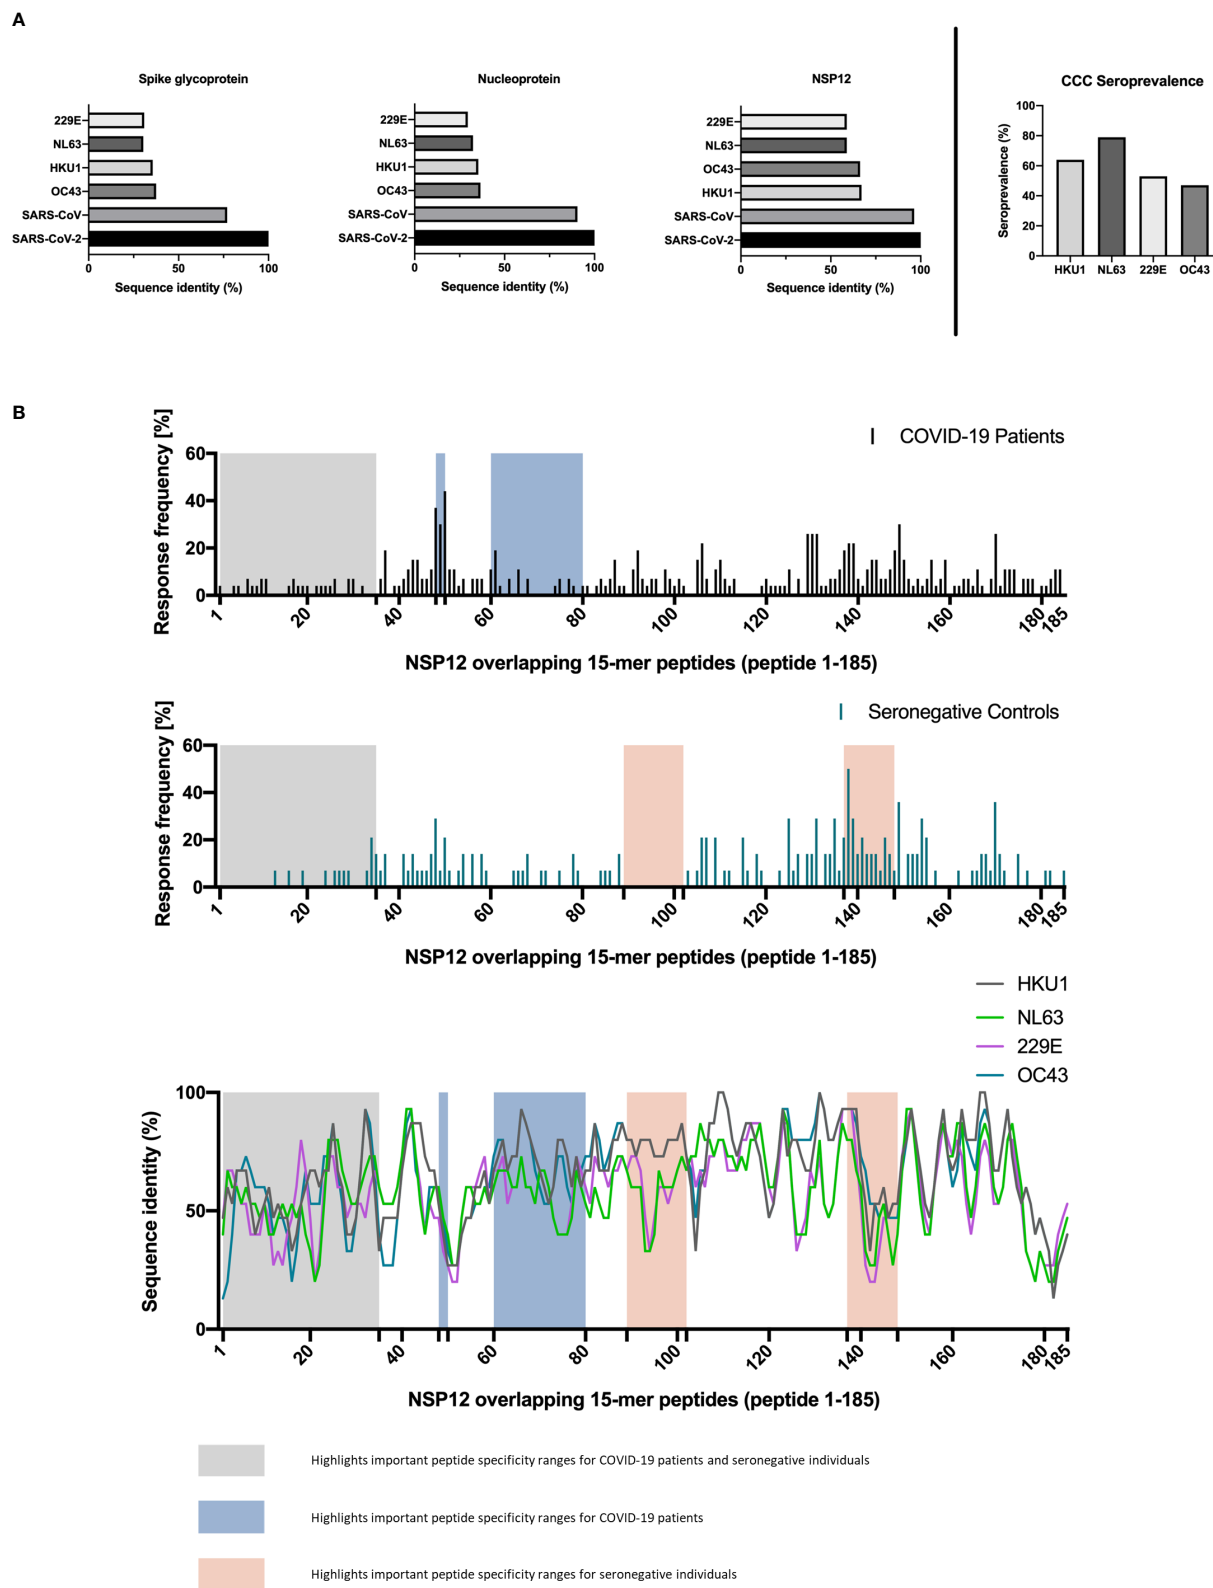 A
Spike glycoprotein
229E
NL63
HKU1
OC43
SARS-CoV
SARS-CoV-2
0 50 100
Sequence identity (%)
Nucleoprotein
229E
NL63
HKU1
OC43
SARS-CoV
SARS-CoV-2
0 50 100
Sequence identity (%)
NSP12
229E
NL63
OC43
HKU1
SARS-CoV
SARS-CoV-2
0 50 100
Sequence identity (%)
CCC Seroprevalence
Seroprevalence (%)
100
80
60
40
20
0
HKU1 NL63 229E OC43
B
Response frequency [%]
60
40
20
0
COVID-19 Patients
1 20 40 60 80 100 120 140 160 180 185
NSP12 overlapping 15-mer peptides (peptide 1-185)
Response frequency [%]
60
40
20
0
Seronegative Controls
1 20 40 60 80 100 120 140 160 180 185
NSP12 overlapping 15-mer peptides (peptide 1-185)
HKU1
NL63
229E
OC43
Sequence identity (%)
100
50
0
1 20 40 60 80 100 120 140 160 180 185
NSP12 overlapping 15-mer peptides (peptide 1-185)
Highlights important peptide specificity ranges for COVID-19 patients and seronegative individuals
Highlights important peptide specificity ranges for COVID-19 patients
Highlights important peptide specificity ranges for seronegative individuals